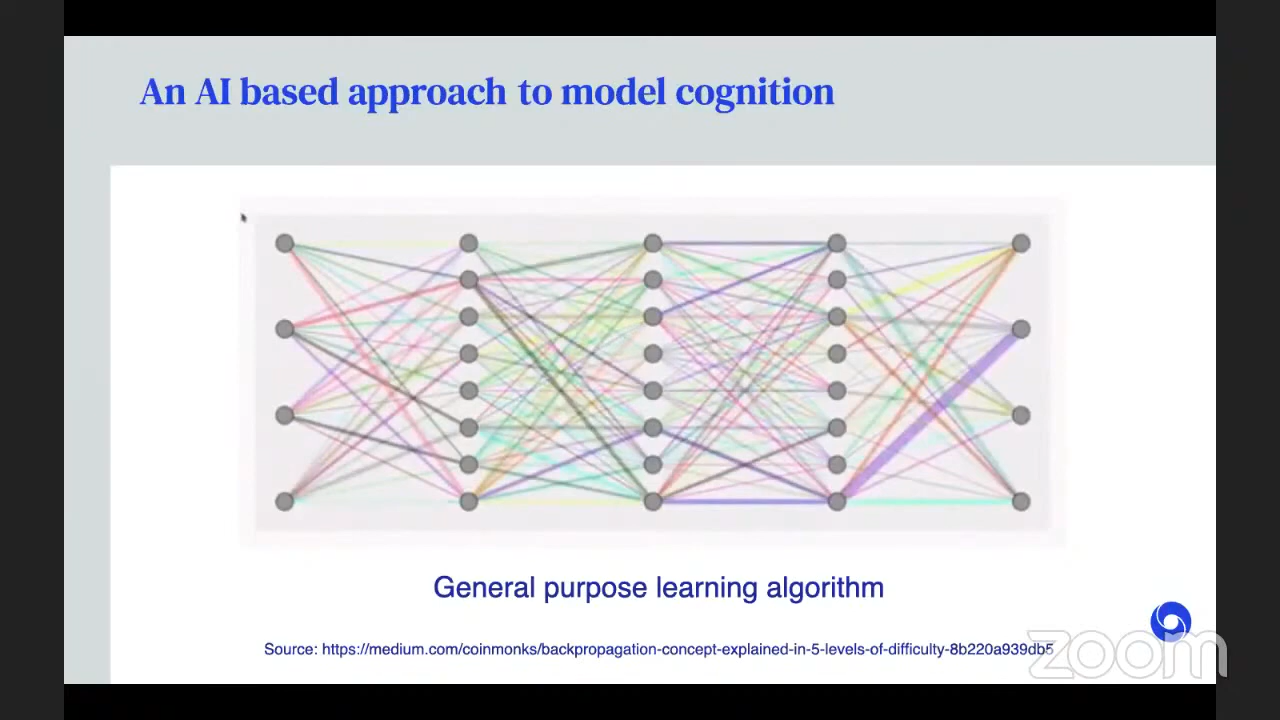 An AI based approach to model cognition
General purpose learning algorithm
Source: https://medium.com/coinmonks/backpropagation-concept-explained-in-5-levels-of-difficulty-8b220a939db5
zoom